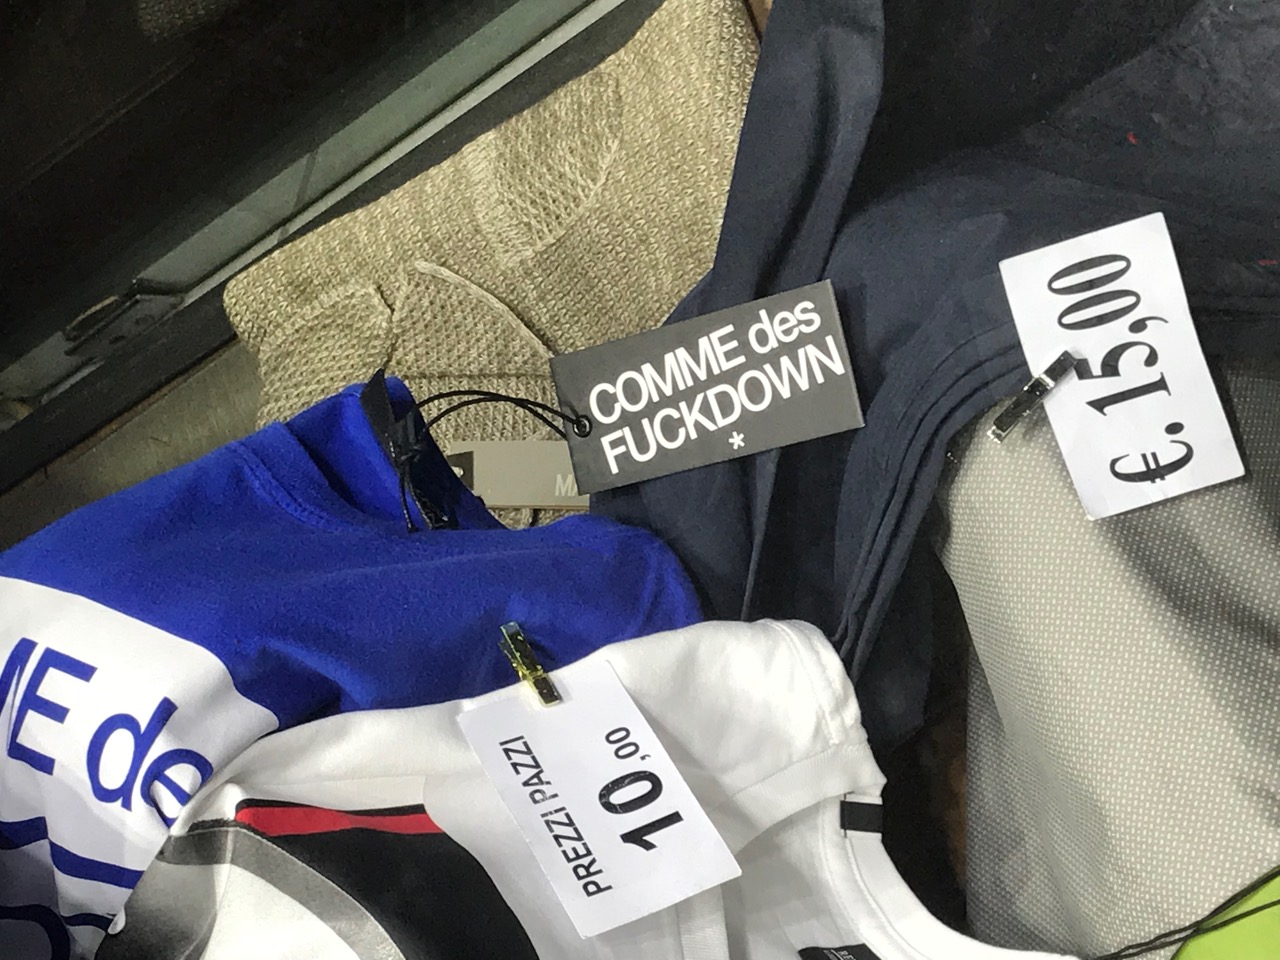 COMME des
FUCKDOWN
*
€. 15,00
PREZZI PAZZI
10,00
ME de